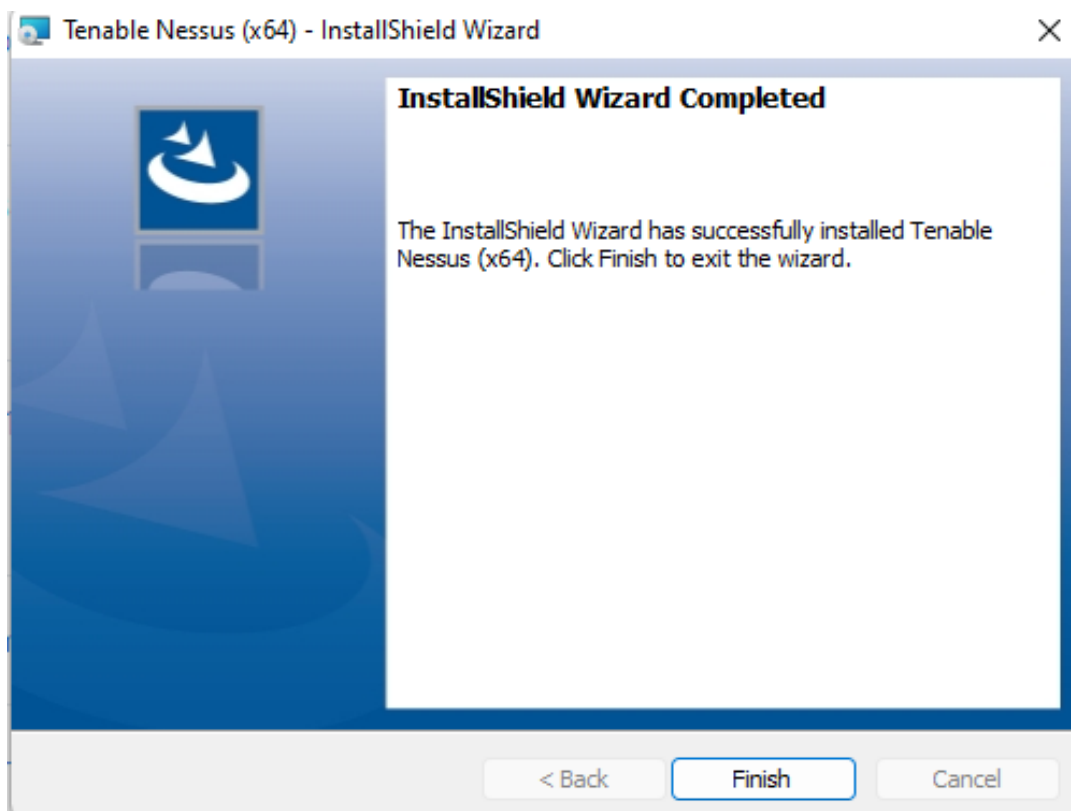 Tenable Nessus (x64) - InstallShield Wizard
InstallShield Wizard Completed
The InstallShield Wizard has successfully installed Tenable
Nessus (x64). Click Finish to exit the wizard.
< Back
Finish
Cancel